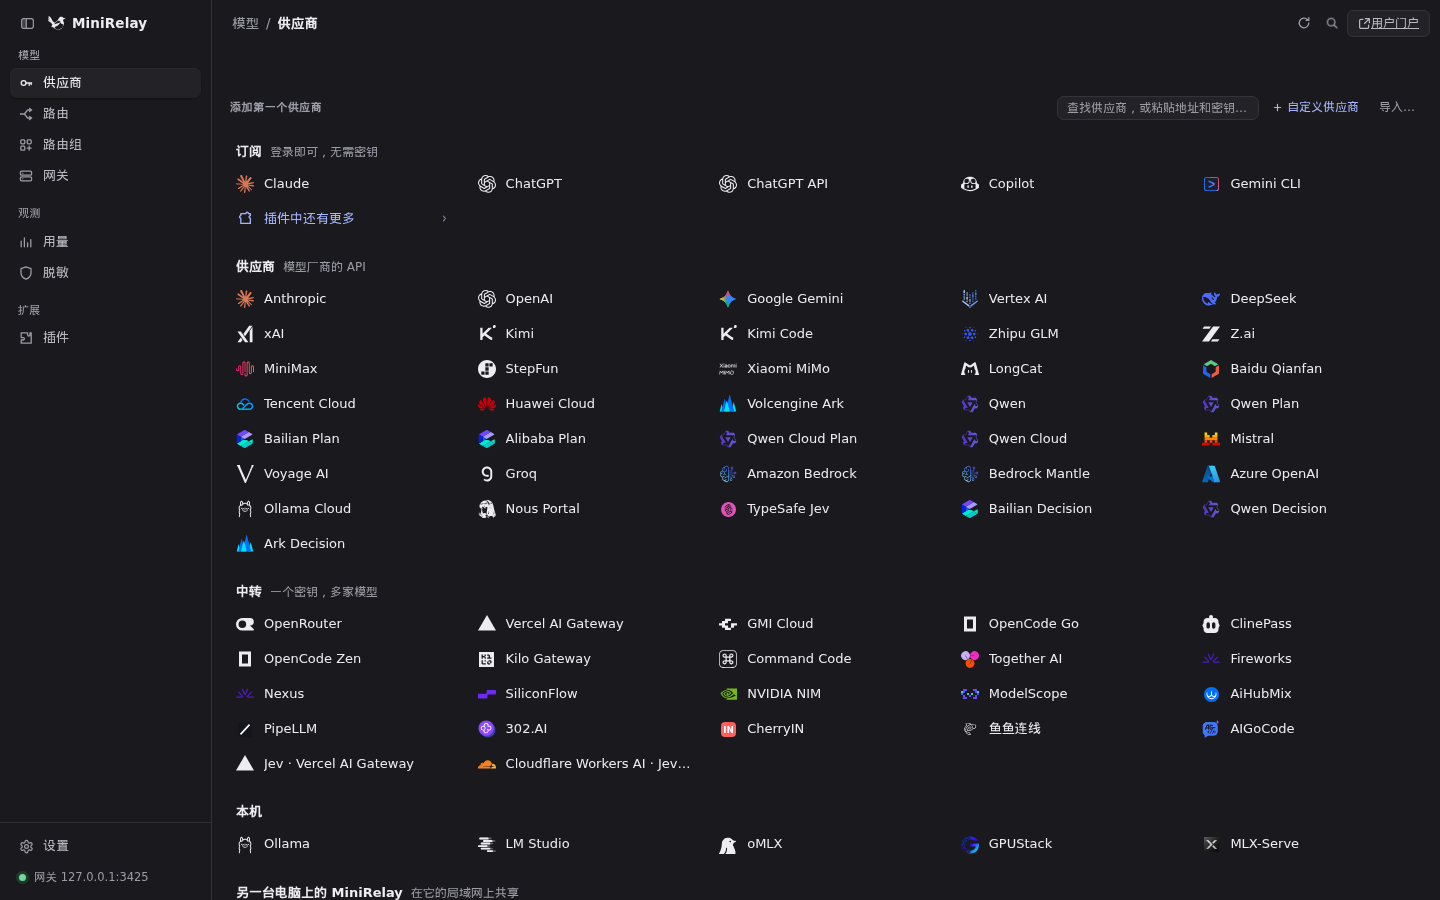 MiniRelay
模型 / 供应商
用户门户
模型
供应商
路由
路由组
网关
观测
用量
脱敏
扩展
插件
设置
网关 127.0.0.1:3425
添加第一个供应商
查找供应商，或粘贴地址和密钥...
+ 自定义供应商
导入...
订阅 登录即可，无需密钥
Claude
ChatGPT
ChatGPT API
Copilot
Gemini CLI
插件中还有更多
供应商 模型厂商的 API
Anthropic
OpenAI
Google Gemini
Vertex AI
DeepSeek
xAI
Kimi
Kimi Code
Zhipu GLM
Z.ai
MiniMax
StepFun
Xiaomi MiMo
LongCat
Baidu Qianfan
Tencent Cloud
Huawei Cloud
Volcengine Ark
Qwen
Qwen Plan
Bailian Plan
Alibaba Plan
Qwen Cloud Plan
Qwen Cloud
Mistral
Voyage AI
Groq
Amazon Bedrock
Bedrock Mantle
Azure OpenAI
Ollama Cloud
Nous Portal
TypeSafe Jev
Bailian Decision
Qwen Decision
Ark Decision
中转 一个密钥，多家模型
OpenRouter
Vercel AI Gateway
GMI Cloud
OpenCode Go
ClinePass
OpenCode Zen
Kilo Gateway
Command Code
Together AI
Fireworks
Nexus
SiliconFlow
NVIDIA NIM
ModelScope
AiHubMix
PipeLLM
302.AI
CherryIN
鱼鱼连线
AIGoCode
Jev · Vercel AI Gateway
Cloudflare Workers AI · Jev...
本机
Ollama
LM Studio
oMLX
GPUStack
MLX-Serve
另一台电脑上的 MiniRelay 在它的局域网上共享